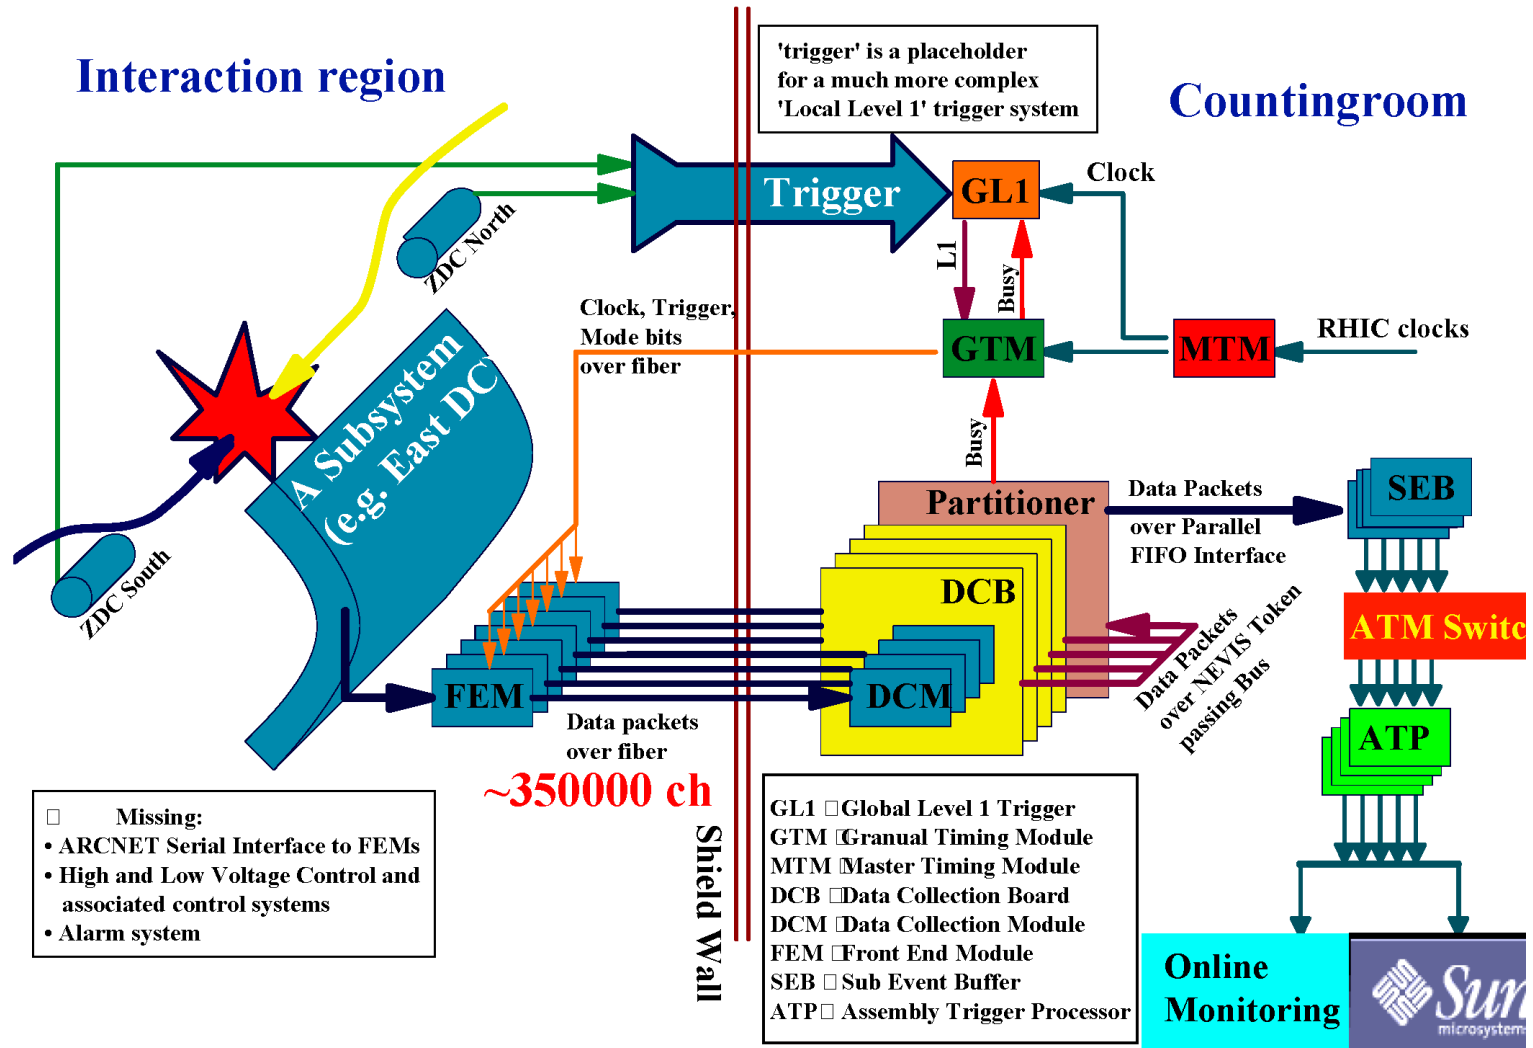 Interaction region
'trigger' is a placeholder
for a much more complex
'Local Level 1' trigger system
Countingroom
Trigger
GL1
Clock
ZDC North
L1
Busy
Clock, Trigger,
Mode bits
over fiber
GTM
MTM
RHIC clocks
A Subsystem
(e.g. East DC
Busy
Partitioner
Data Packets
over Parallel
FIFO Interface
SEB
ZDC South
DCB
ATM Switc
Data Packets
over NEVIS Token
passing Bus
FEM
DCM
Data packets
over fiber
~350000 ch
ATP
Shield Wall
Missing:
• ARCNET Serial Interface to FEMs
• High and Low Voltage Control and
associated control systems
• Alarm system
GL1 □ Global Level 1 Trigger
GTM □ Granual Timing Module
MTM □ Master Timing Module
DCB □ Data Collection Board
DCM □ Data Collection Module
FEM □ Front End Module
SEB □ Sub Event Buffer
ATP □ Assembly Trigger Processor
Online
Monitoring
Sun
microsystems